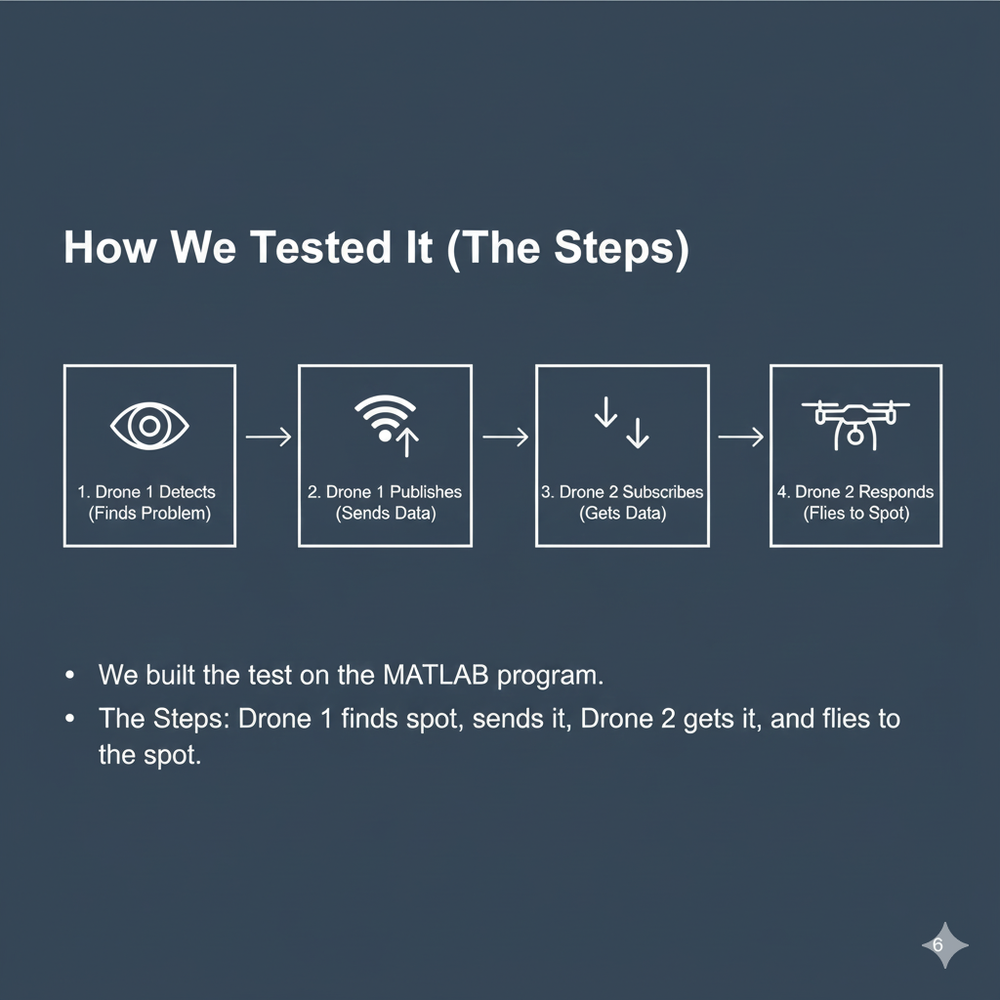 How We Tested It (The Steps)
1. Drone 1 Detects
(Finds Problem)
2. Drone 1 Publishes
(Sends Data)
3. Drone 2 Subscribes
(Gets Data)
4. Drone 2 Responds
(Flies to Spot)
• We built the test on the MATLAB program.
• The Steps: Drone 1 finds spot, sends it, Drone 2 gets it, and flies to
the spot.
6